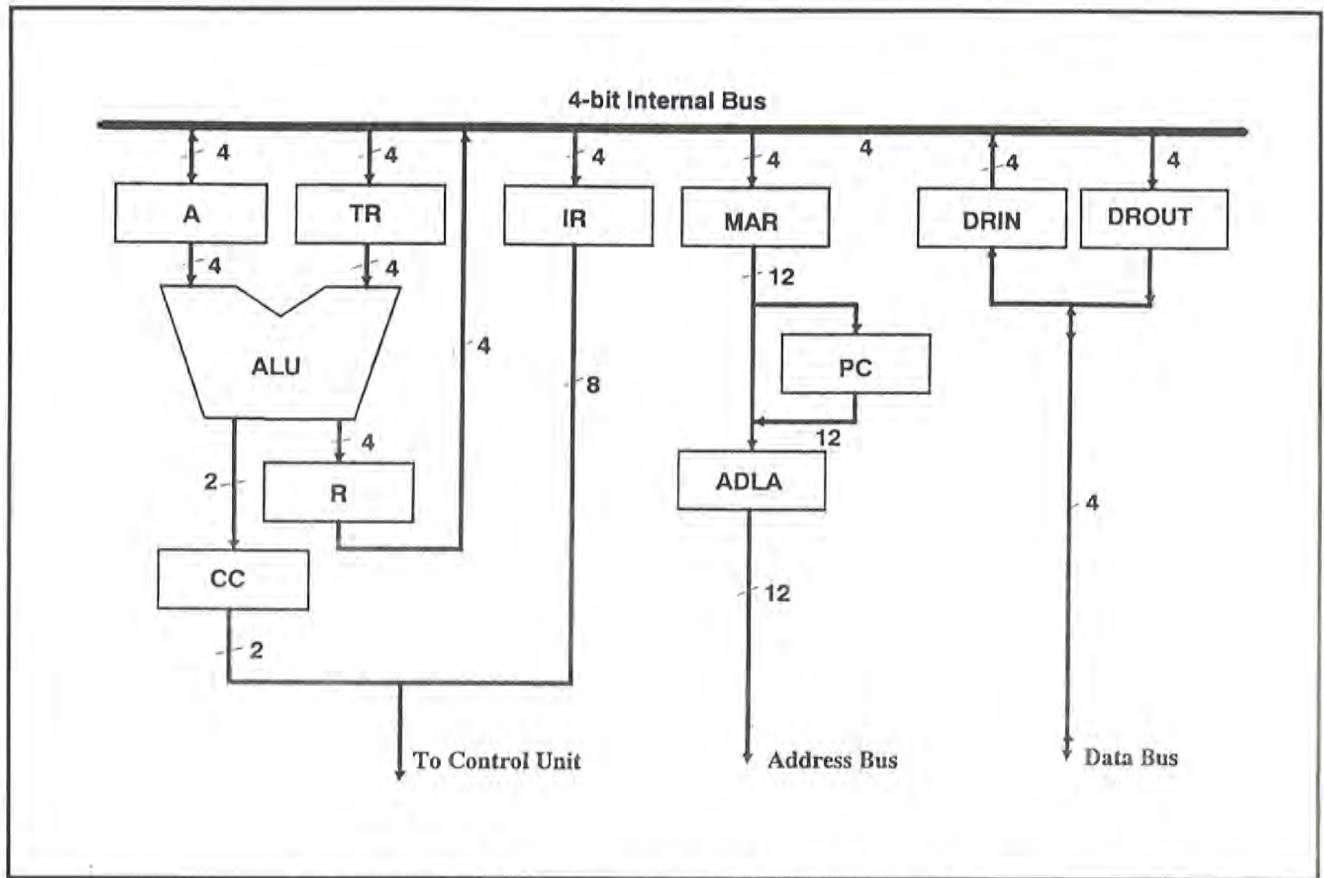 4-bit Internal Bus
4 4 4 4 4 4 4
A TR IR MAR DRIN DROUT
4 4 12
4 PC
ALU 8
4 12
2 ADLA
R 4
CC 12
2
To Control Unit Address Bus Data Bus